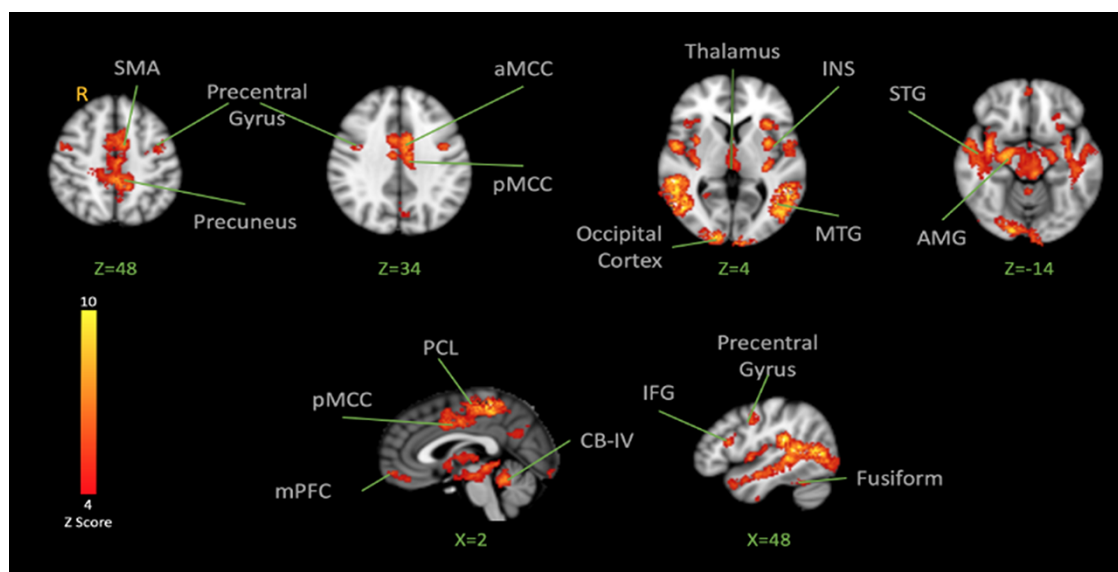 SMA
R
Precentral
Gyrus
Precuneus
Z=48
aMCC
pMCC
Z=34
Thalamus
INS
Occipital
Cortex
MTG
Z=4
STG
AMG
Z=-14
10
4
Z Score
PCL
pMCC
mPFC
CB-IV
X=2
Precentral
Gyrus
IFG
Fusiform
X=48